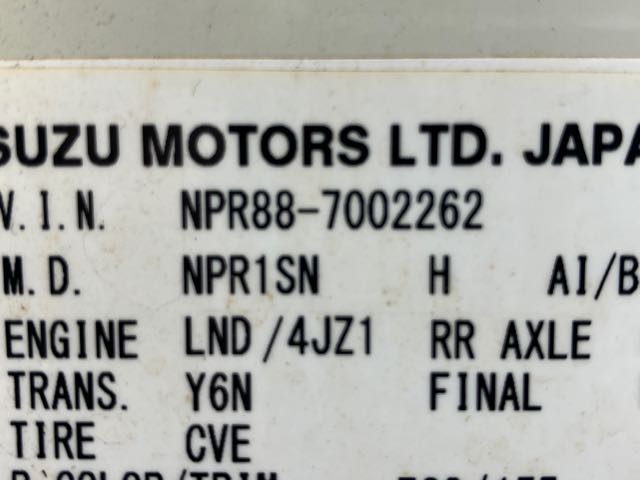 SUZU MOTORS LTD. JAPA
V.I.N. NPR88-7002262
M.D. NPR1SN H AI/B
ENGINE LND/4JZ1 RR AXLE
TRANS. Y6N FINAL
TIRE CVE